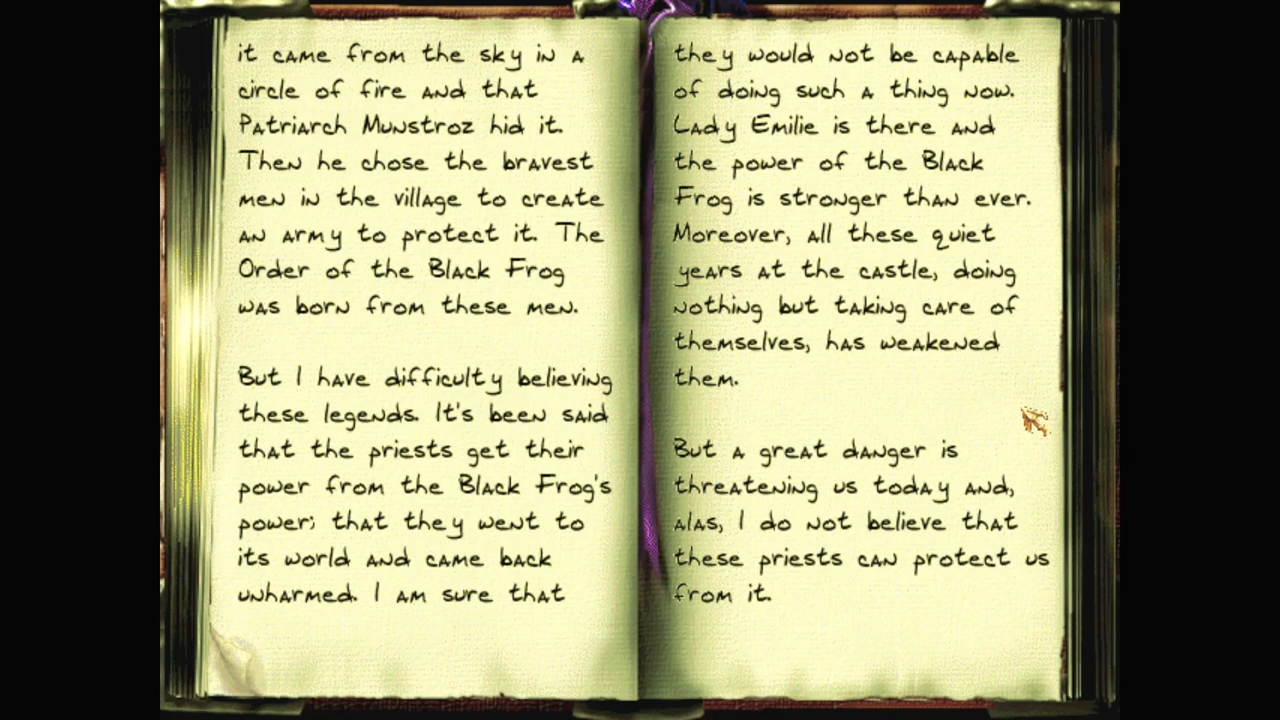 it came from the sky in a
circle of fire and that
Patriarch Munstroz hid it.
Then he chose the bravest
men in the village to create
an army to protect it. The
Order of the Black Frog
was born from these men.
But I have difficulty believing
these legends. It's been said
that the priests get their
power from the Black Frog's
power; that they went to
its world and came back
unharmed. I am sure that
they would not be capable
of doing such a thing now.
Lady Emilie is there and
the power of the Black
Frog is stronger than ever.
Moreover, all these quiet
years at the castle, doing
nothing but taking care of
themselves, has weakened
them.
But a great danger is
threatening us today and,
alas, I do not believe that
these priests can protect us
from it.